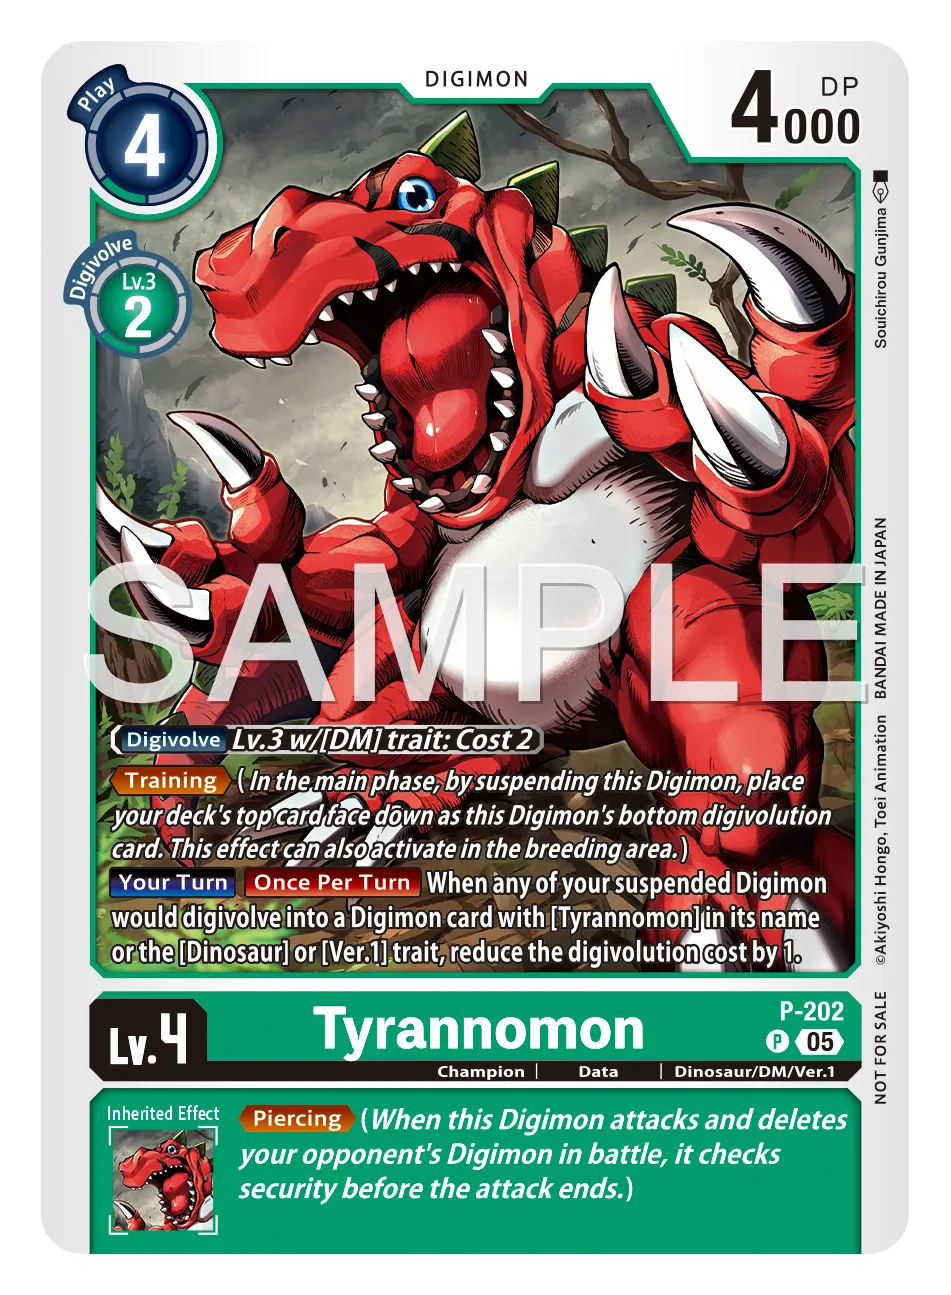 DIGIMON
Play
4
DP
4000
Digivolve
Lv.3
2
Souichirou Gunjima
BANDAI MADE IN JAPAN
©Akiyoshi Hongo, Toei Animation
NOT FOR SALE
SAMPLE
Digivolve Lv.3 w/[DM] trait: Cost 2
Training (In the main phase, by suspending this Digimon, place
your deck's top card face down as this Digimon's bottom digivolution
card. This effect can also activate in the breeding area.)
Your Turn Once Per Turn When any of your suspended Digimon
would digivolve into a Digimon card with [Tyrannomon] in its name
or the [Dinosaur] or [Ver.1] trait, reduce the digivolution cost by 1.
Lv.4
Tyrannomon
P-202
P 05
Champion | Data | Dinosaur/DM/Ver.1
Inherited Effect
Piercing (When this Digimon attacks and deletes
your opponent's Digimon in battle, it checks
security before the attack ends.)